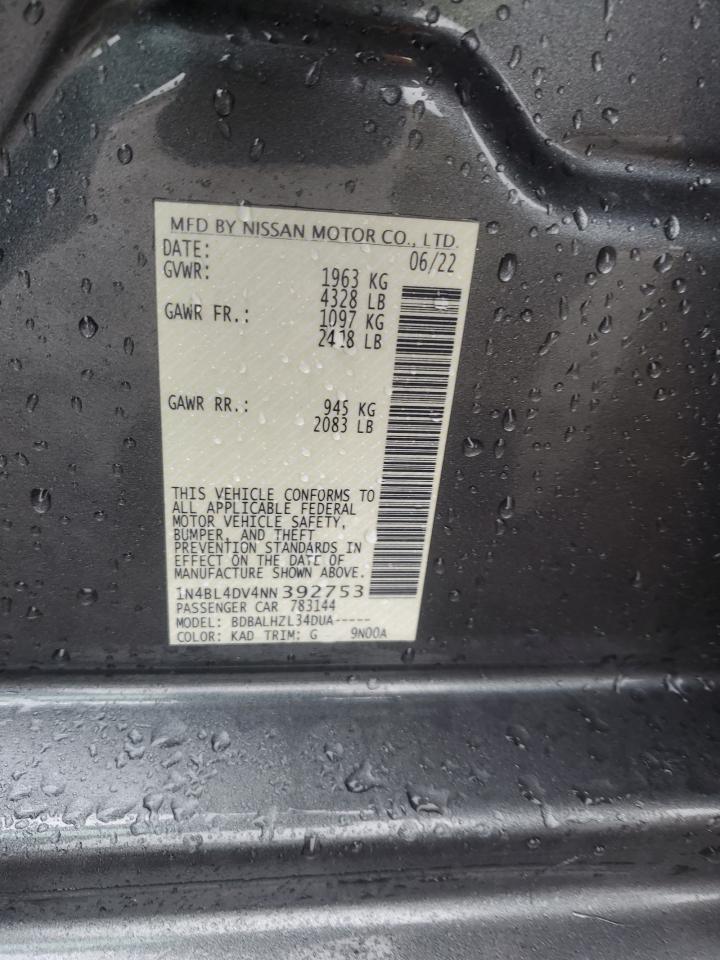 MFD BY NISSAN MOTOR CO., LTD.
DATE: 06/22
GVWR: 1963 KG
4328 LB
GAWR FR.: 1097 KG
2418 LB
GAWR RR.: 945 KG
2083 LB
THIS VEHICLE CONFORMS TO
ALL APPLICABLE FEDERAL
MOTOR VEHICLE SAFETY,
BUMPER, AND THEFT
PREVENTION STANDARDS IN
EFFECT ON THE DATE OF
MANUFACTURE SHOWN ABOVE.
1N4BL4DV4NN392753
PASSENGER CAR 783144
MODEL: BDBALHZL34DUA-----
COLOR: KAD TRIM: G 9N00A